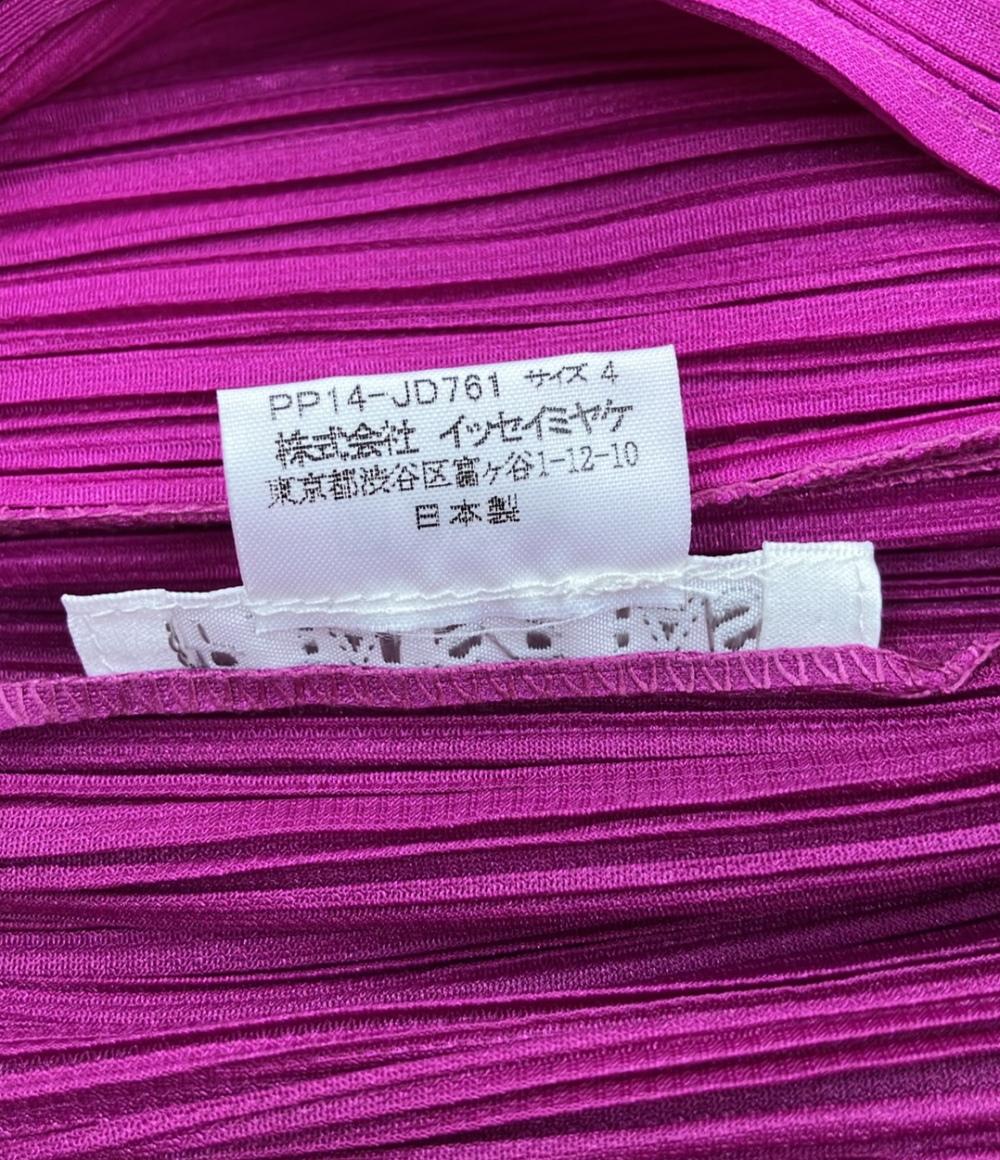 PP14-JD761 サイズ 4
株式会社 イッセイミヤケ
東京都渋谷区富ヶ谷1-12-10
日本製